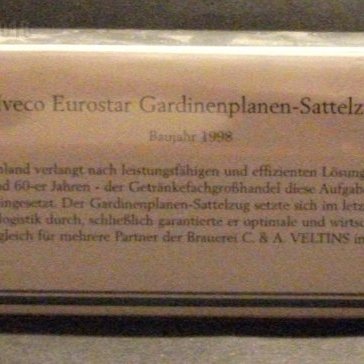 Iveco Eurostar Gardinenplanen-Sattelz
Baujahr 1998
nland verlangt nach leistungsfähigen und effizienten Lösung
d 60-er Jahren - der Getränkefachgroßhandel diese Aufgab
ingesetzt. Der Gardinenplanen-Sattelzug setzte sich im letz
logistik durch, schließlich garantierte er optimale und wirtsc
gleich für mehrere Partner der Brauerei C. & A. VELTINS in